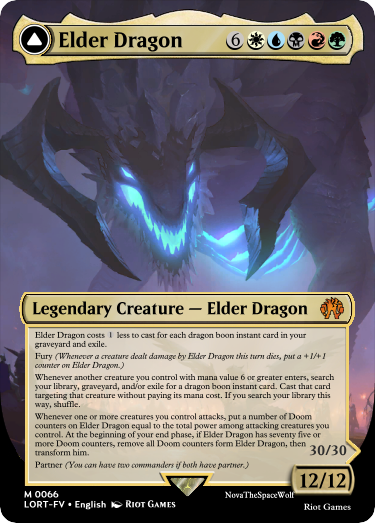 Elder Dragon 6
Legendary Creature — Elder Dragon
Elder Dragon costs 1 less to cast for each dragon boon instant card in your
graveyard and exile.
Fury (Whenever a creature dealt damage by Elder Dragon this turn dies, put a +1/+1
counter on Elder Dragon.)
Whenever another creature you control with mana value 6 or greater enters, search
your library, graveyard, and/or exile for a dragon boon instant card. Cast that card
targeting that creature without paying its mana cost. If you search your library this
way, shuffle.
Whenever one or more creatures you control attacks, put a number of Doom
counters on Elder Dragon equal to the total power among attacking creatures you
control. At the beginning of your end phase, if Elder Dragon has seventy five or
more Doom counters, remove all Doom counters form Elder Dragon, then
transform him.
30/30
Partner (You can have two commanders if both have partner.)
12/12
M 0066
LORT-FV • English Riot Games
NovaTheSpaceWolf
Riot Games